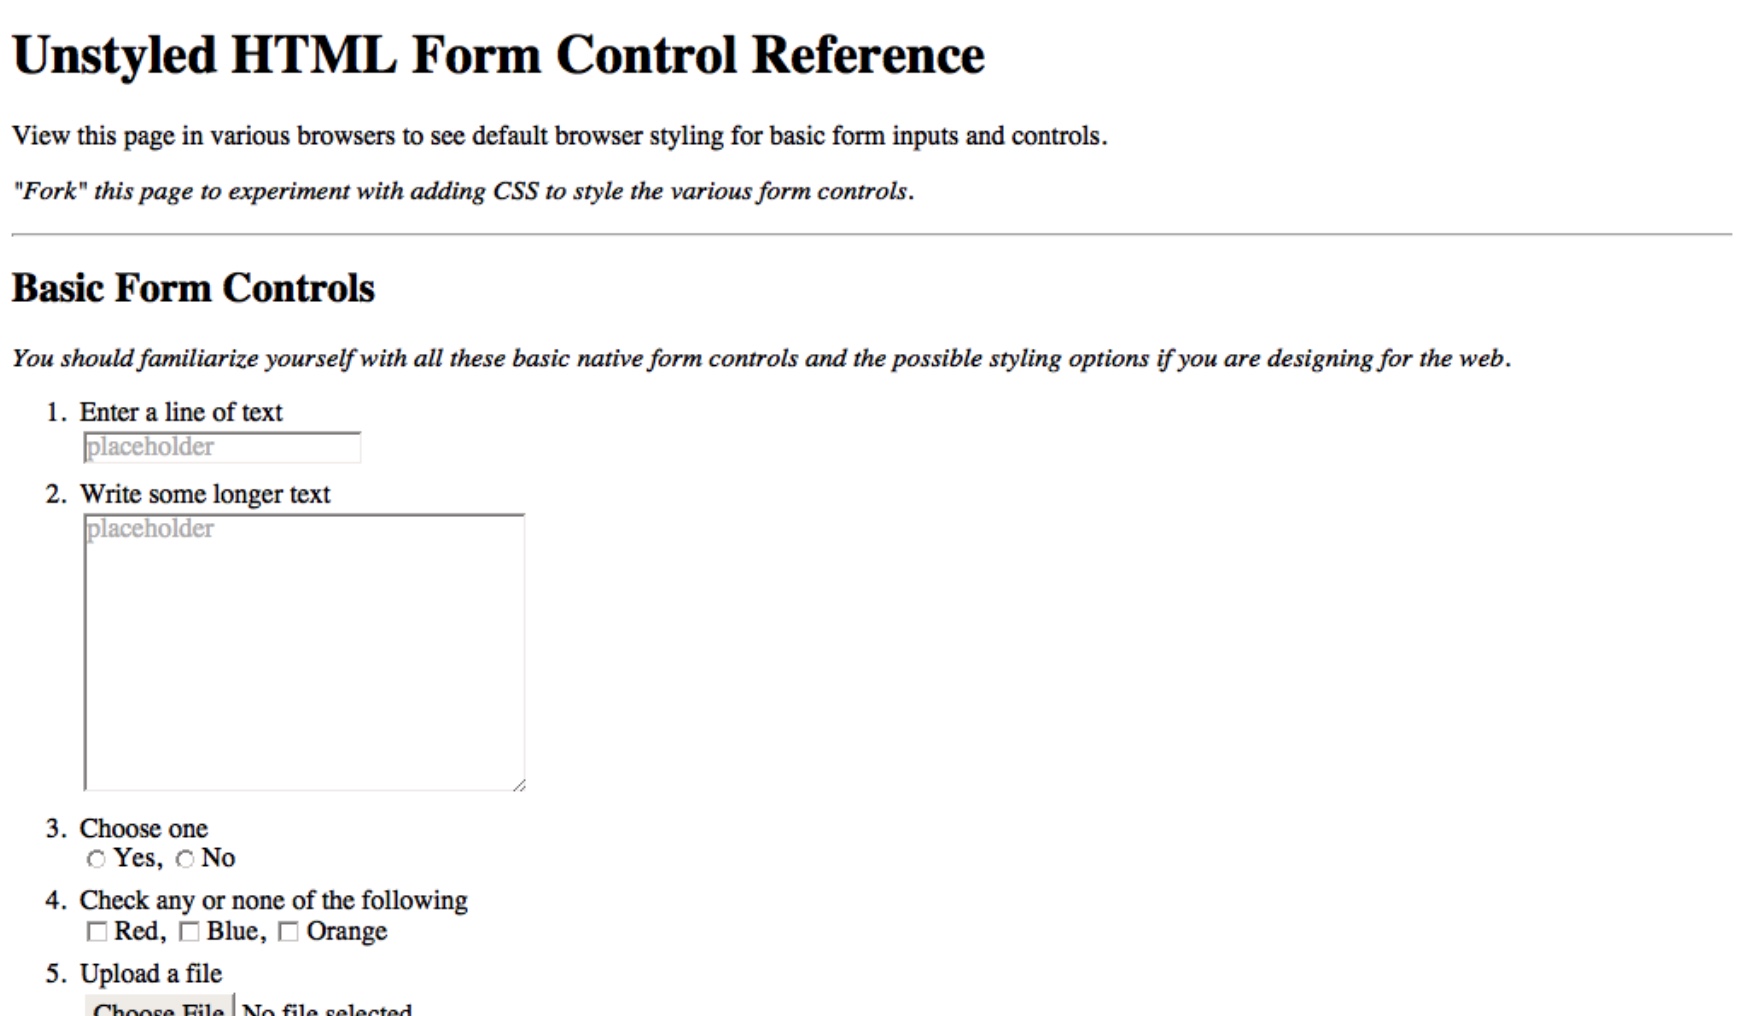 Unstyled HTML Form Control Reference
View this page in various browsers to see default browser styling for basic form inputs and controls.
"Fork" this page to experiment with adding CSS to style the various form controls.
Basic Form Controls
You should familiarize yourself with all these basic native form controls and the possible styling options if you are designing for the web.
1. Enter a line of text
placeholder
2. Write some longer text
placeholder
3. Choose one
Yes, No
4. Check any or none of the following
Red, Blue, Orange
5. Upload a file
Choose File No file selected